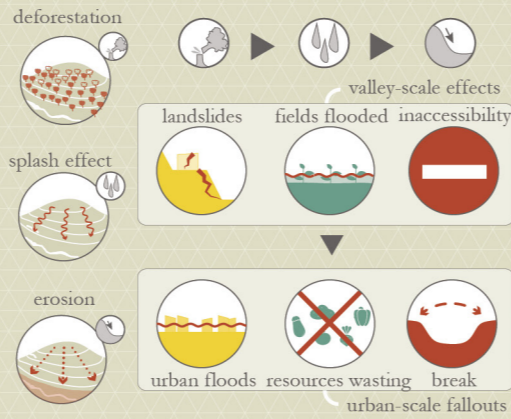 deforestation
valley-scale effects
landslides fields flooded inaccessibility
splash effect
erosion
urban floods resources wasting break
urban-scale fallouts